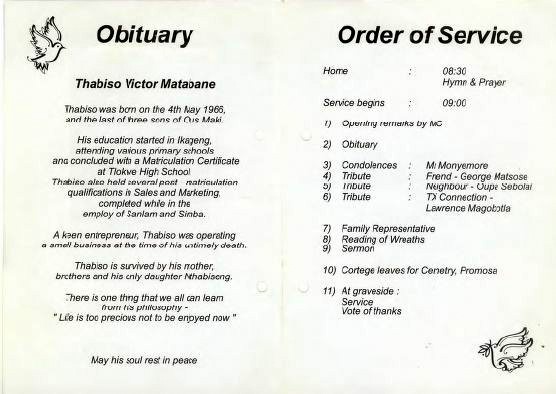 Obituary
Thabiso Victor Matabane
Thabiso was born on the 4th May 1966,
and the last of three sons of Ous Maki.
His education started in Ikageng,
attending various primary schools
and concluded with a Matriculation Certificate
at Tlokwe High School
Thabiso also held several post - matriculation
qualifications in Sales and Marketing,
completed while in the
employ of Sanlam and Simba.
A keen entrepreneur, Thabiso was operating
a small business at the time of his untimely death.
Thabiso is survived by his mother,
brothers and his only daughter Nthabiseng.
There is one thing that we all can learn
from his philosophy -
" Life is too precious not to be enjoyed now "
May his soul rest in peace
Order of Service
Home : 08:30
Hymn & Prayer
Service begins : 09:00
1) Opening remarks by MC
2) Obituary
3) Condolences : Mi Monyemore
4) Tribute : Frend - George Matsose
5) Tribute : Neighbour - Oupa Sebolai
6) Tribute : TX Connection -
Lawrence Magobotla
7) Family Representative
8) Reading of Wreaths
9) Sermon
10) Cortege leaves for Cemetry, Promosa
11) At graveside :
Service
Vote of thanks